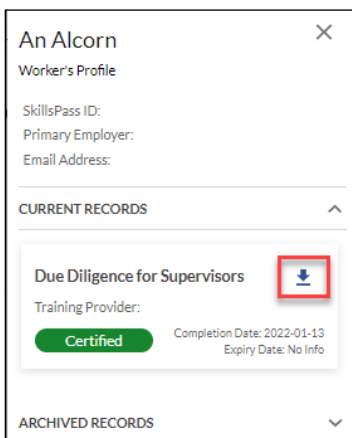 An Alcorn
Worker's Profile
SkillsPass ID:
Primary Employer:
Email Address:
CURRENT RECORDS
Due Diligence for Supervisors
Training Provider:
Certified
Completion Date: 2022-01-13
Expiry Date: No Info
ARCHIVED RECORDS